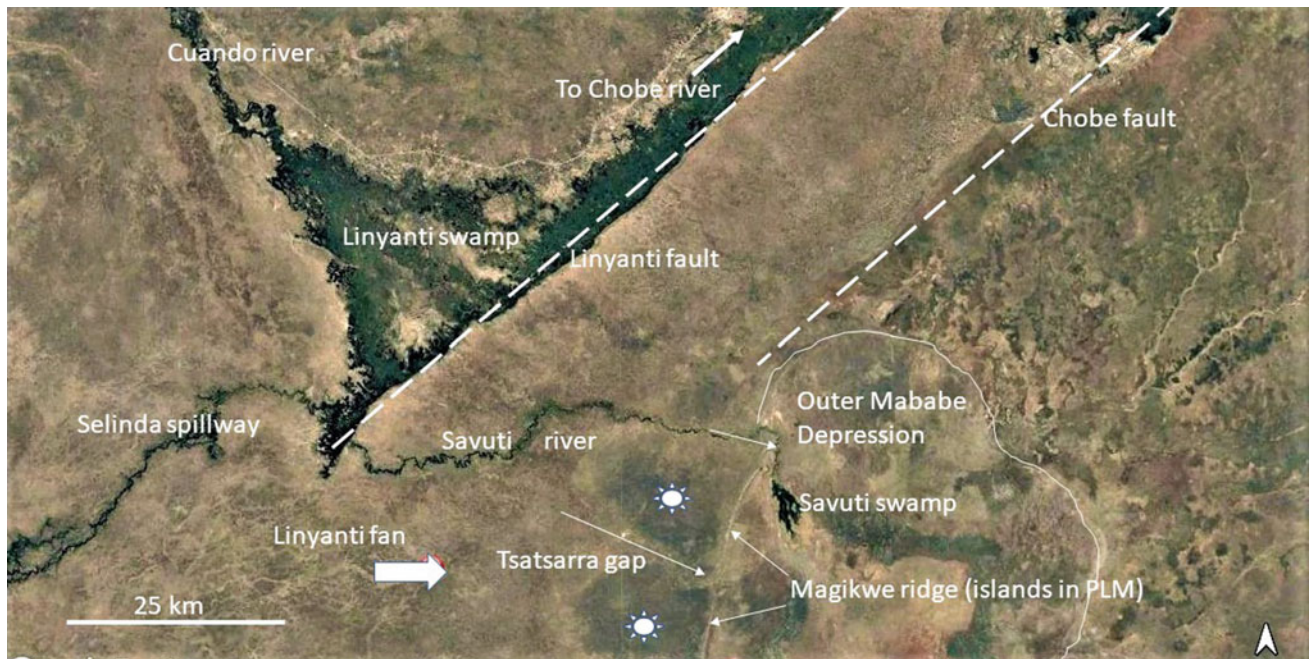 Cuando river
To Chobe river
Chobe fault
Linyanti swamp
Linyanti fault
Outer Mababe
Depression
Selinda spillway
Savuti river
Savuti swamp
Linyanti fan
Tsatsarra gap
Magikwe ridge (islands in PLM)
25 km